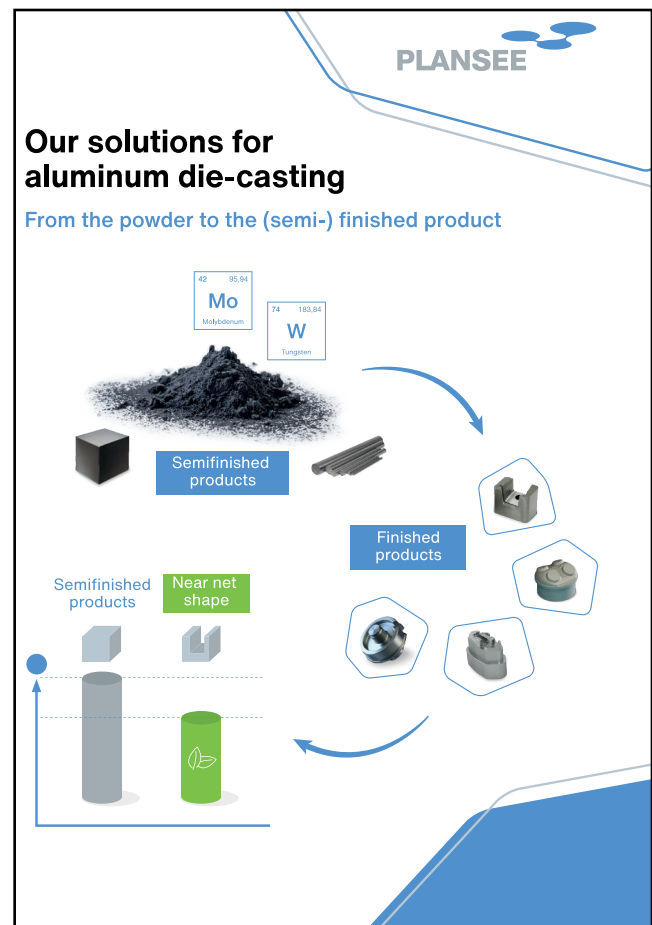 PLANSEE
Our solutions for
aluminum die-casting
From the powder to the (semi-) finished product
42 95,94
Mo
Molybdenum
74 183,84
W
Tungsten
Semifinished
products
Finished
products
Semifinished
products
Near net
shape